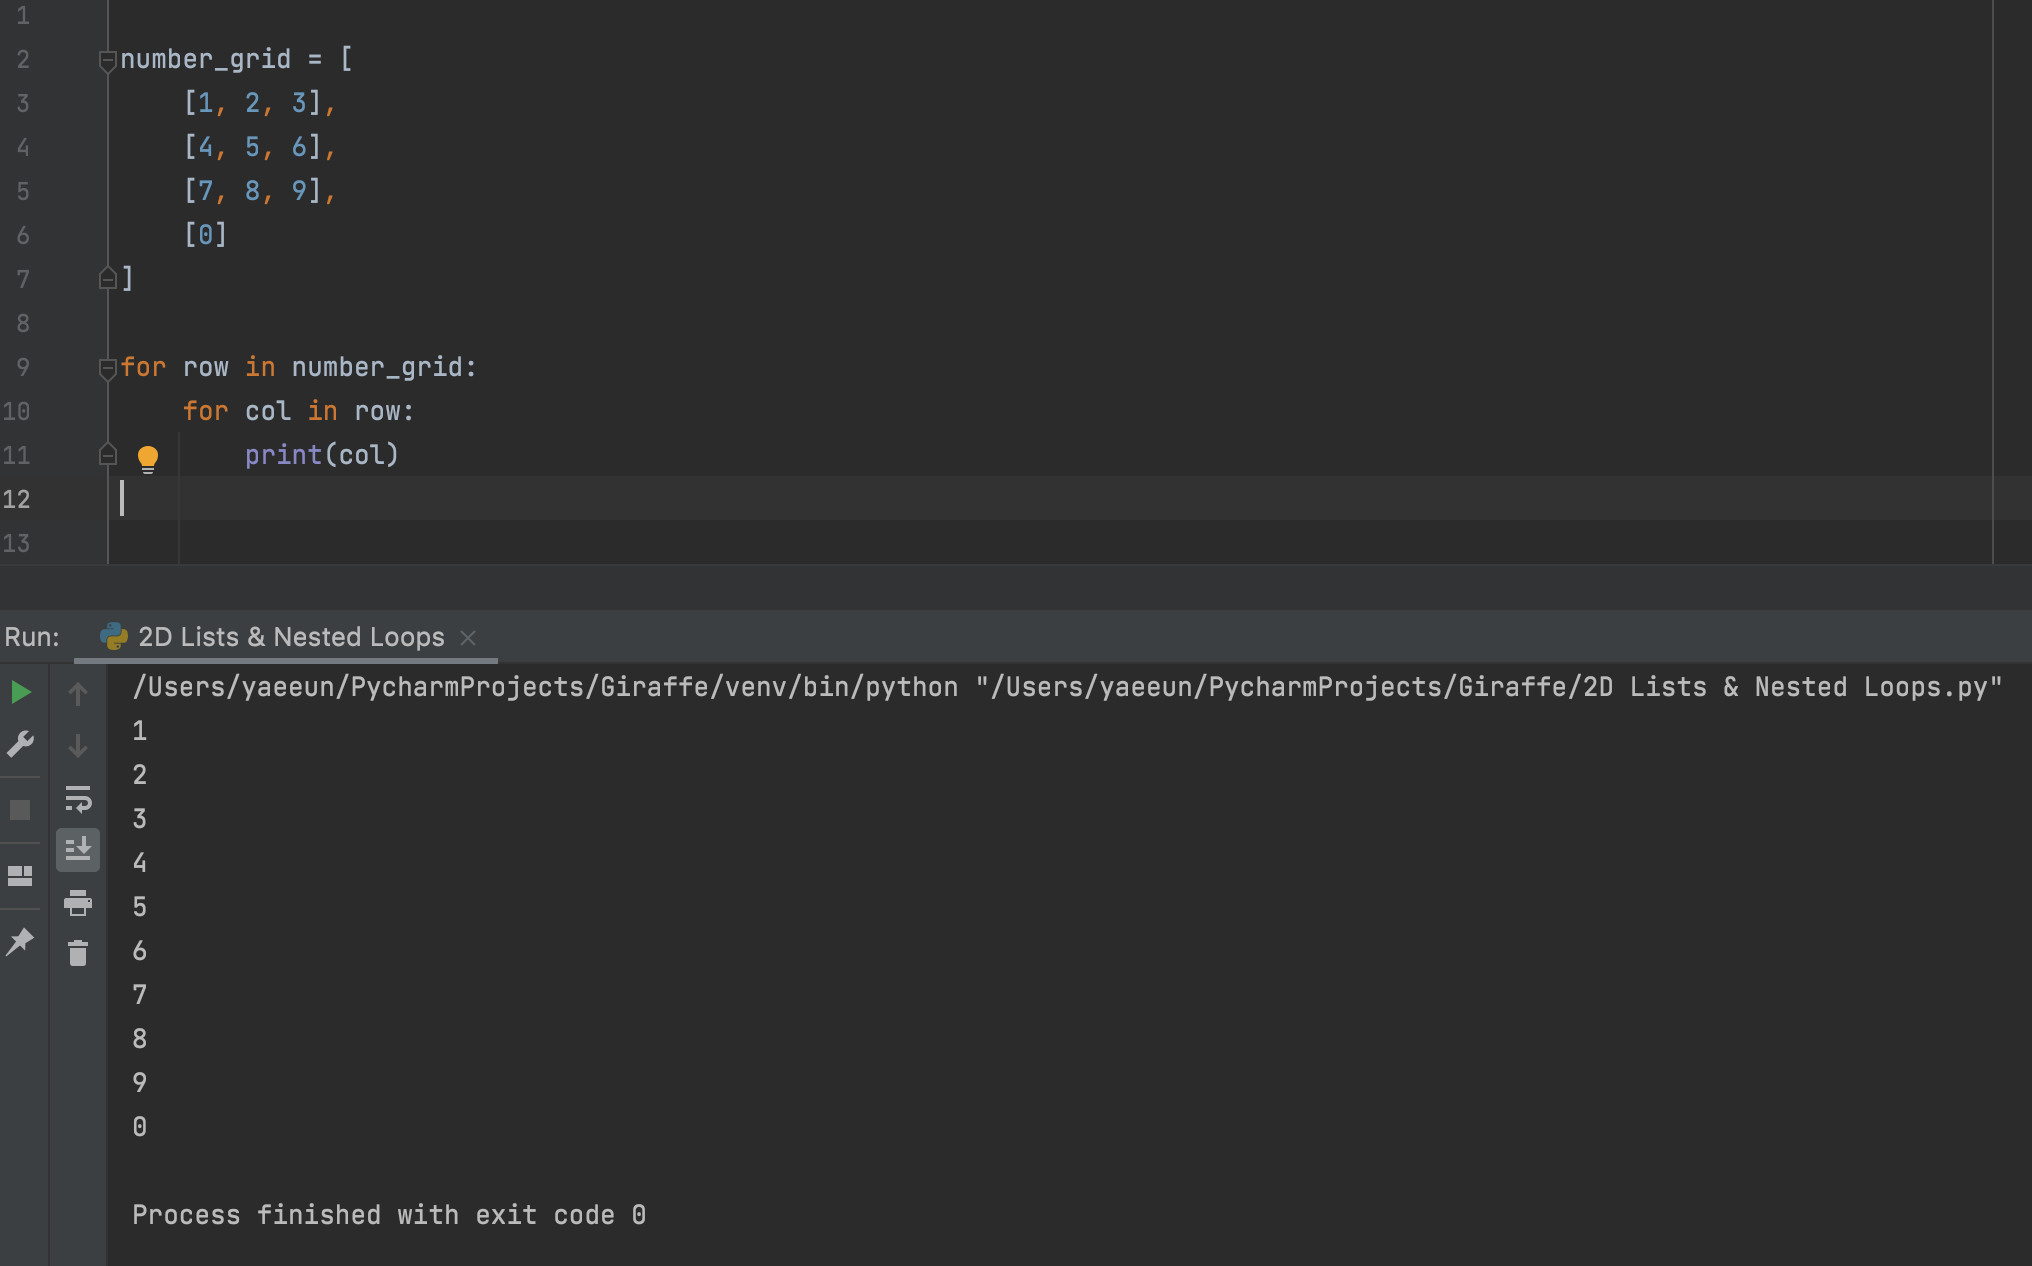 1
2 number_grid = [
3     [1, 2, 3],
4     [4, 5, 6],
5     [7, 8, 9],
6     [0]
7 ]
8
9 for row in number_grid:
10     for col in row:
11         print(col)
12
13
Run: 2D Lists & Nested Loops
/Users/yaeeun/PycharmProjects/Giraffe/venv/bin/python "/Users/yaeeun/PycharmProjects/Giraffe/2D Lists & Nested Loops.py"
1
2
3
4
5
6
7
8
9
0
Process finished with exit code 0